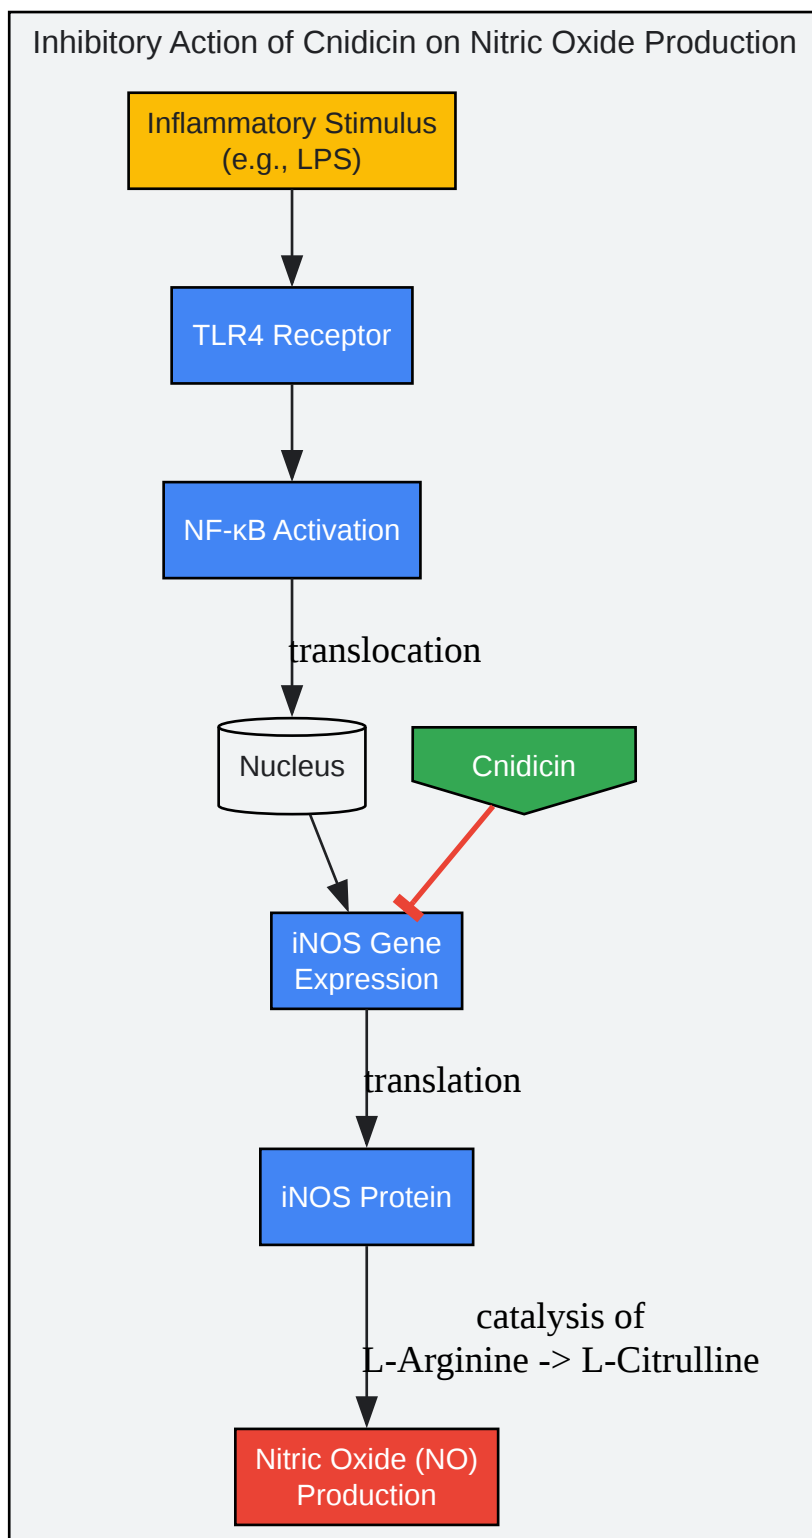 Inhibitory Action of Cnidicin on Nitric Oxide Production
Inflammatory Stimulus
(e.g., LPS)
TLR4 Receptor
NF-κB Activation
translocation
Nucleus
Cnidicin
iNOS Gene
Expression
translation
iNOS Protein
catalysis of
L-Arginine -> L-Citrulline
Nitric Oxide (NO)
Production